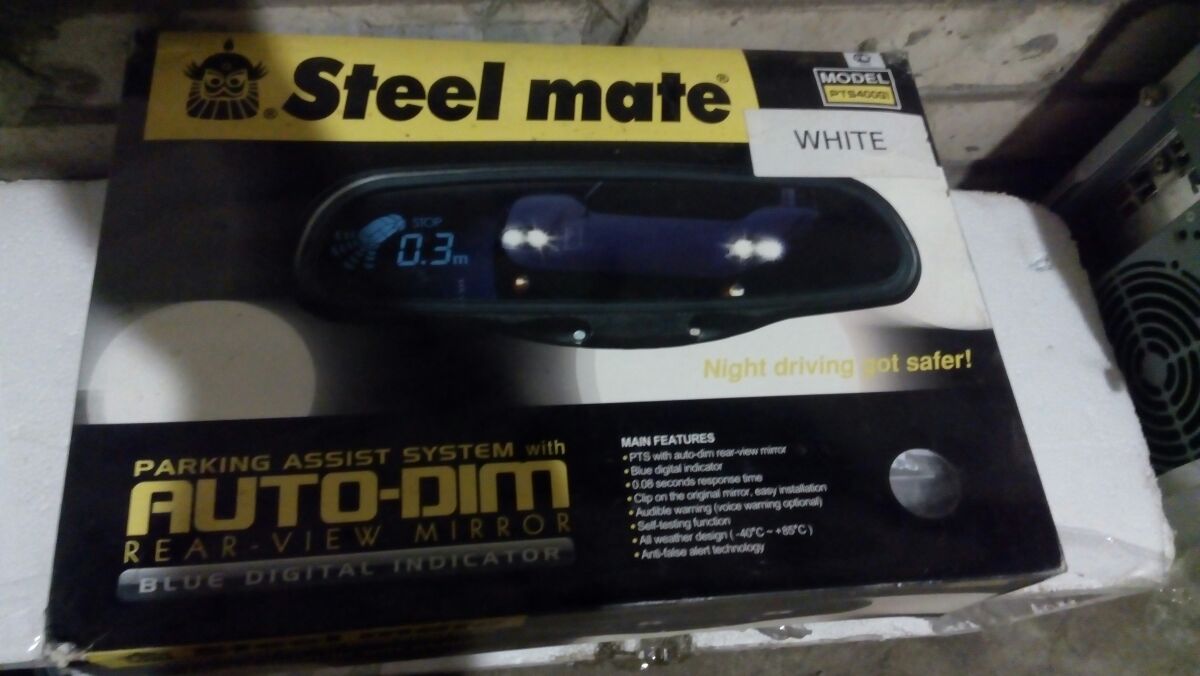 Steel mate®
®
MODEL
WHITE
STOP
0.3m
Night driving got safer!
PARKING ASSIST SYSTEM with
AUTO-DIM
REAR-VIEW MIRROR
BLUE DIGITAL INDICATOR
MAIN FEATURES
• PTS with auto-dim rear-view mirror
• Blue digital indicator
• 0.08 seconds response time
• Clip on the original mirror, easy installation
• Audible warning (voice warning optional)
• Self-testing function
• All weather design ( -40°C ~ +85°C )
• Anti-false alert technology